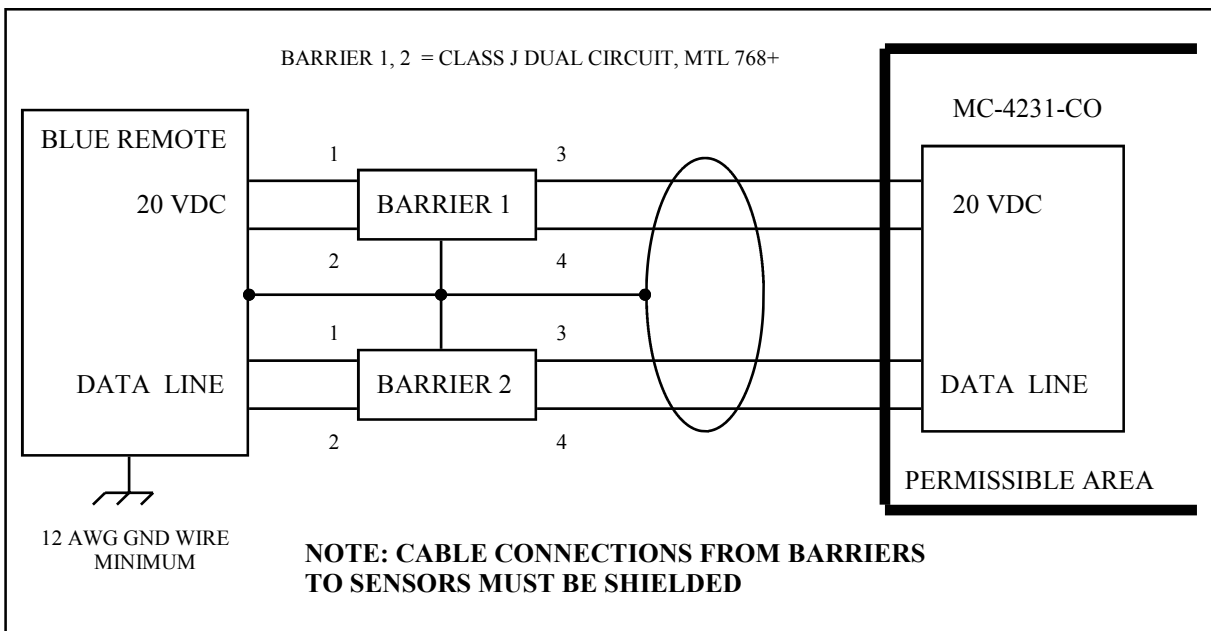 BARRIER 1, 2 = CLASS J DUAL CIRCUIT, MTL 768+
MC-4231-CO
BLUE REMOTE
1
3
20 VDC
BARRIER 1
20 VDC
2
4
1
3
DATA LINE
BARRIER 2
DATA LINE
2
4
PERMISSIBLE AREA
12 AWG GND WIRE
MINIMUM
NOTE: CABLE CONNECTIONS FROM BARRIERS
TO SENSORS MUST BE SHIELDED